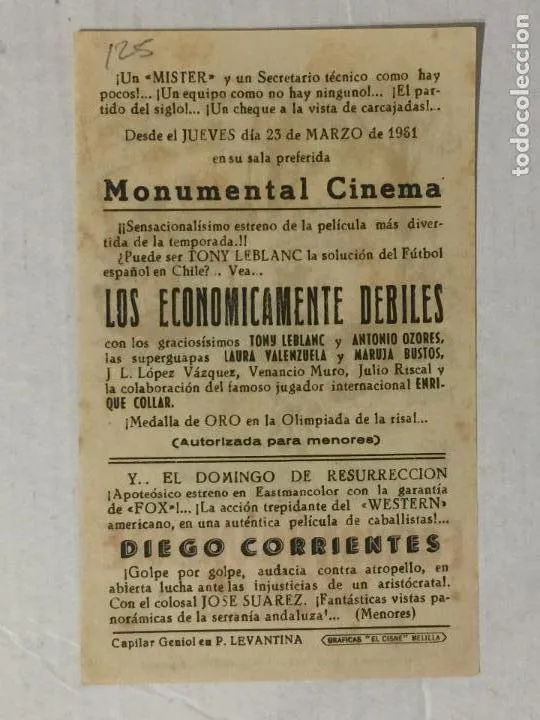 125
¡Un «MISTER» y un Secretario técnico como hay
pocos!... ¡Un equipo como no hay ninguno!... ¡El par-
tido del siglo!... ¡Un cheque a la vista de carcajadas!..
Desde el JUEVES día 23 de MARZO de 1961
en su sala preferida
Monumental Cinema
¡¡Sensacionalísimo estreno de la película más diver-
tida de la temporada.!!
¿Puede ser TONY LEBLANC la solución del Fútbol
español en Chile? .. Vea..
LOS ECONOMICAMENTE DEBILES
con los graciosísimos TONY LEBLANC y ANTONIO OZORES,
las superguapas LAURA VALENZUELA y MARUJA BUSTOS,
J L. López Vázquez, Venancio Muro, Julio Riscal y
la colaboración del famoso jugador internacional ENRI-
QUE COLLAR.
¡Medalla de ORO en la Olimpiada de la risa!...
(Autorizada para menores)
Y.. EL DOMINGO DE RESURRECCION
¡Apoteósico estreno en Eastmancolor con la garantía
de «FOX»!... ¡La acción trepidante del «WESTERN»
americano, en una auténtica película de caballistas!...
DIEGO CORRIENTES
¡Golpe por golpe, audacia contra atropello, en
abierta lucha ante las injusticias de un aristócrata!.
Con el colosal JOSE SUAREZ. ¡Fantásticas vistas pa-
norámicas de la serranía andaluza!... (Menores)
Capilar Geniol en P. LEVANTINA
GRAFICAS "EL CISNE" MELILLA
todocoleccion